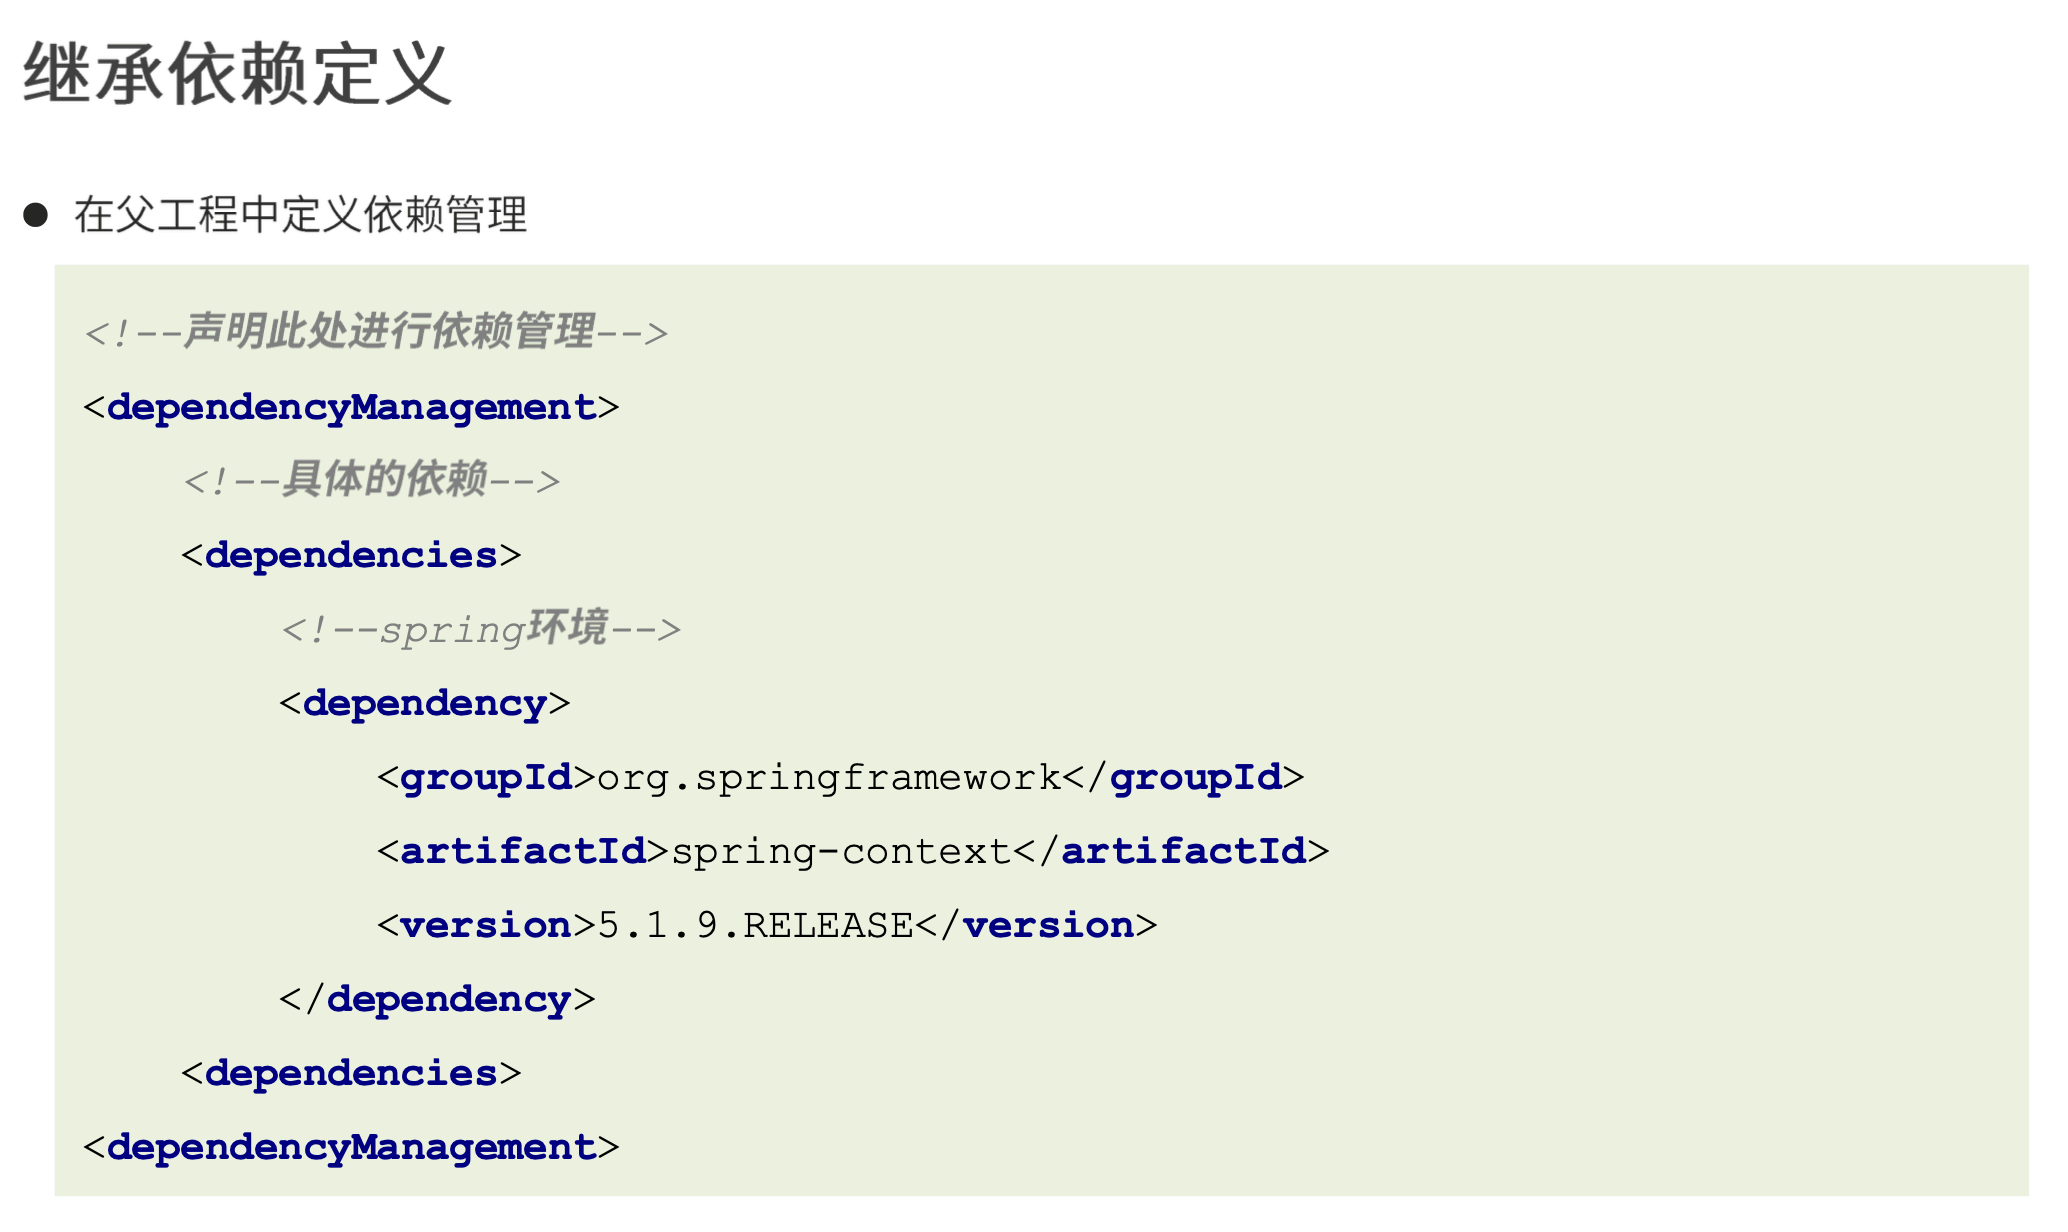 继承依赖定义
● 在父工程中定义依赖管理
<!--声明此处进行依赖管理-->
<dependencyManagement>
<!--具体的依赖-->
<dependencies>
<!--spring环境-->
<dependency>
<groupId>org.springframework</groupId>
<artifactId>spring-context</artifactId>
<version>5.1.9.RELEASE</version>
</dependency>
<dependencies>
<dependencyManagement>